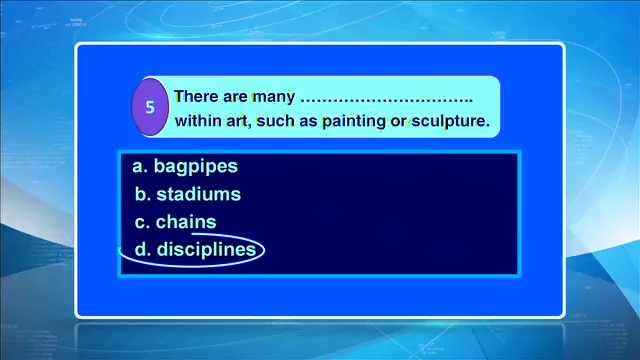 5
There are many ……………………………..
within art, such as painting or sculpture.
a. bagpipes
b. stadiums
c. chains
d. disciplines